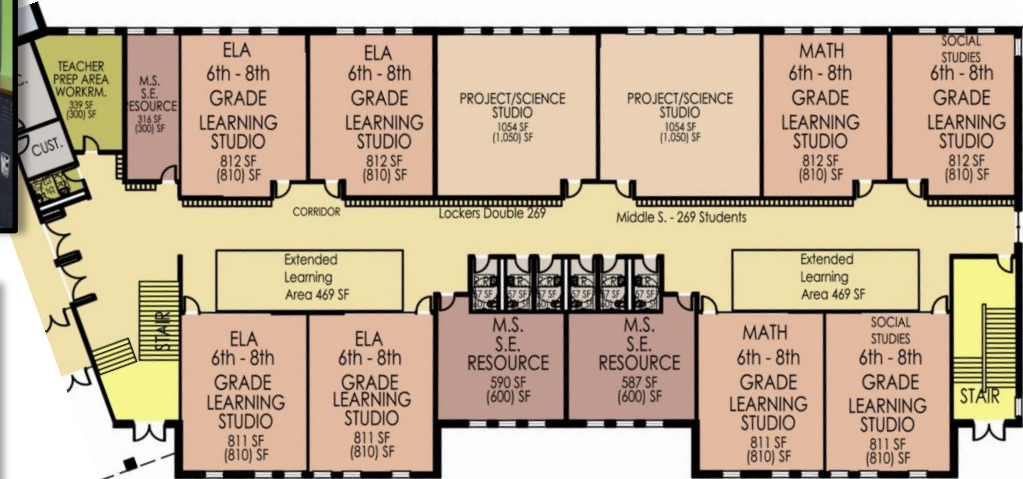 TEACHER
PREP AREA
WORKRM.
339 SF
(300) SF
M.S.
S.E.
RESOURCE
316 SF
(300) SF
ELA
6th - 8th
GRADE
LEARNING
STUDIO
812 SF
(810) SF
ELA
6th - 8th
GRADE
LEARNING
STUDIO
812 SF
(810) SF
PROJECT/SCIENCE
STUDIO
1054 SF
(1,050) SF
PROJECT/SCIENCE
STUDIO
1054 SF
(1,050) SF
MATH
6th - 8th
GRADE
LEARNING
STUDIO
812 SF
(810) SF
SOCIAL
STUDIES
6th - 8th
GRADE
LEARNING
STUDIO
812 SF
(810) SF
CUST.
CORRIDOR
Lockers Double 269
Middle S. - 269 Students
Extended
Learning
Area 469 SF
Extended
Learning
Area 469 SF
STAIR
ELA
6th - 8th
GRADE
LEARNING
STUDIO
811 SF
(810) SF
ELA
6th - 8th
GRADE
LEARNING
STUDIO
811 SF
(810) SF
M.S.
S.E.
RESOURCE
590 SF
(600) SF
M.S.
S.E.
RESOURCE
587 SF
(600) SF
MATH
6th - 8th
GRADE
LEARNING
STUDIO
811 SF
(810) SF
SOCIAL
STUDIES
6th - 8th
GRADE
LEARNING
STUDIO
811 SF
(810) SF
STAIR